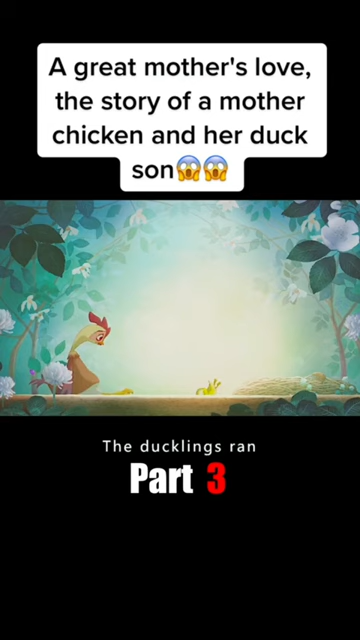 A great mother's love,
the story of a mother
chicken and her duck
son😱😱
The ducklings ran
Part 3